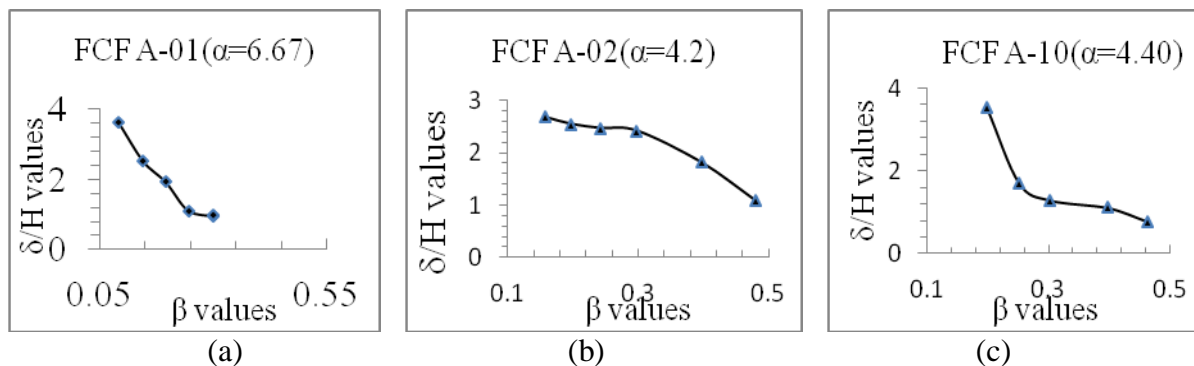 FCF A-01(α=6.67)
4
2
0
δ/H values
0.05
0.55
β values
(a)
FCF A-02(α=4.2)
3
2
1
0
δ/H values
0.1
0.3
0.5
β values
(b)
FCF A-10(α=4.40)
4
2
0
δ/H values
0.1
0.3
0.5
β values
(c)